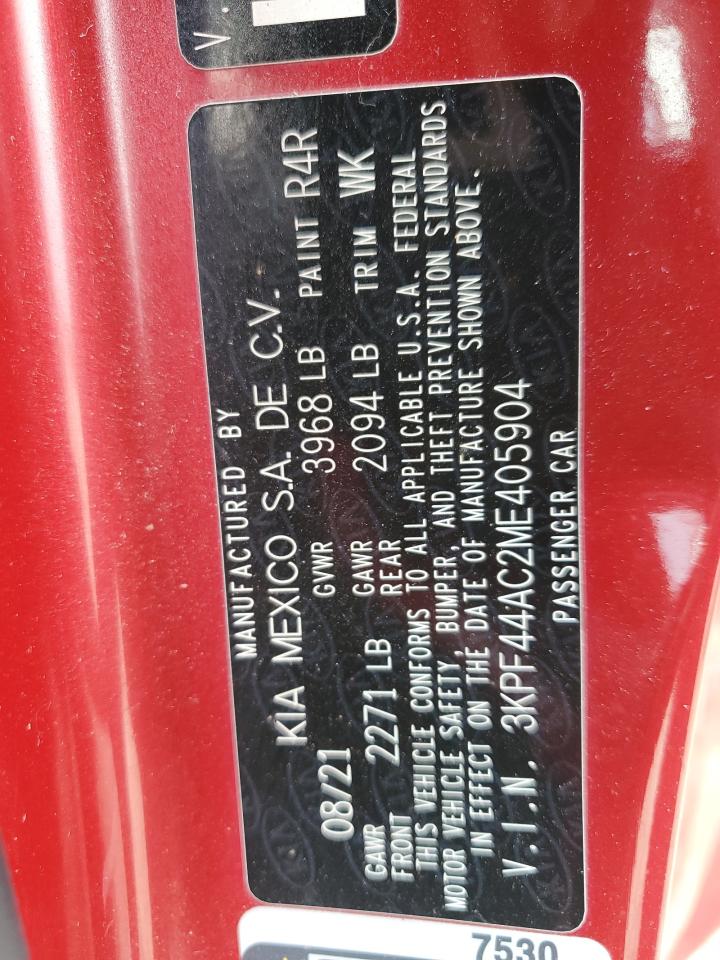 V.
MANUFACTURED BY
KIA MEXICO S.A. DE C.V.
08/21 GVWR 3968 LB PAINT R4R
GAWR FRONT 2271 LB GAWR REAR 2094 LB TRIM WK
THIS VEHICLE CONFORMS TO ALL APPLICABLE U.S.A. FEDERAL
MOTOR VEHICLE SAFETY, BUMPER, AND THEFT PREVENTION STANDARDS
IN EFFECT ON THE DATE OF MANUFACTURE SHOWN ABOVE.
V.I.N. 3KPF44AC2ME405904
PASSENGER CAR
7530